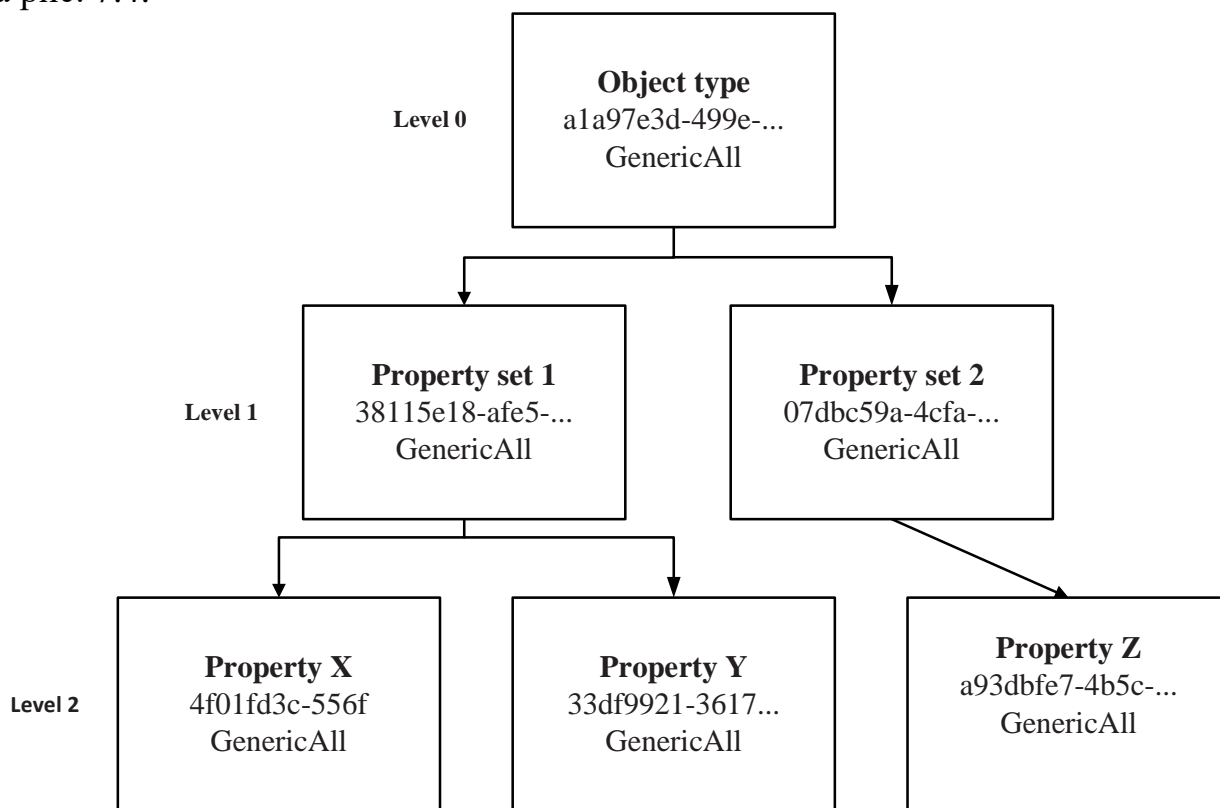 Level 0
Object type
a1a97e3d-499e-...
GenericAll
Level 1
Property set 1
38115e18-afe5-...
GenericAll
Property set 2
07dbc59a-4cfa-...
GenericAll
Level 2
Property X
4f01fd3c-556f
GenericAll
Property Y
33df9921-3617...
GenericAll
Property Z
a93dbfe7-4b5c-...
GenericAll